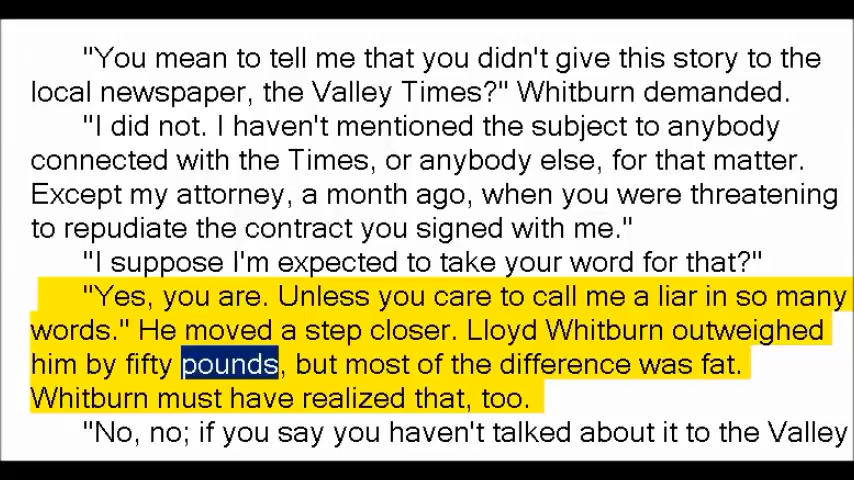 "You mean to tell me that you didn't give this story to the
local newspaper, the Valley Times?" Whitburn demanded.
"I did not. I haven't mentioned the subject to anybody
connected with the Times, or anybody else, for that matter.
Except my attorney, a month ago, when you were threatening
to repudiate the contract you signed with me."
"I suppose I'm expected to take your word for that?"
"Yes, you are. Unless you care to call me a liar in so many
words." He moved a step closer. Lloyd Whitburn outweighed
him by fifty pounds, but most of the difference was fat.
Whitburn must have realized that, too.
"No, no; if you say you haven't talked about it to the Valley